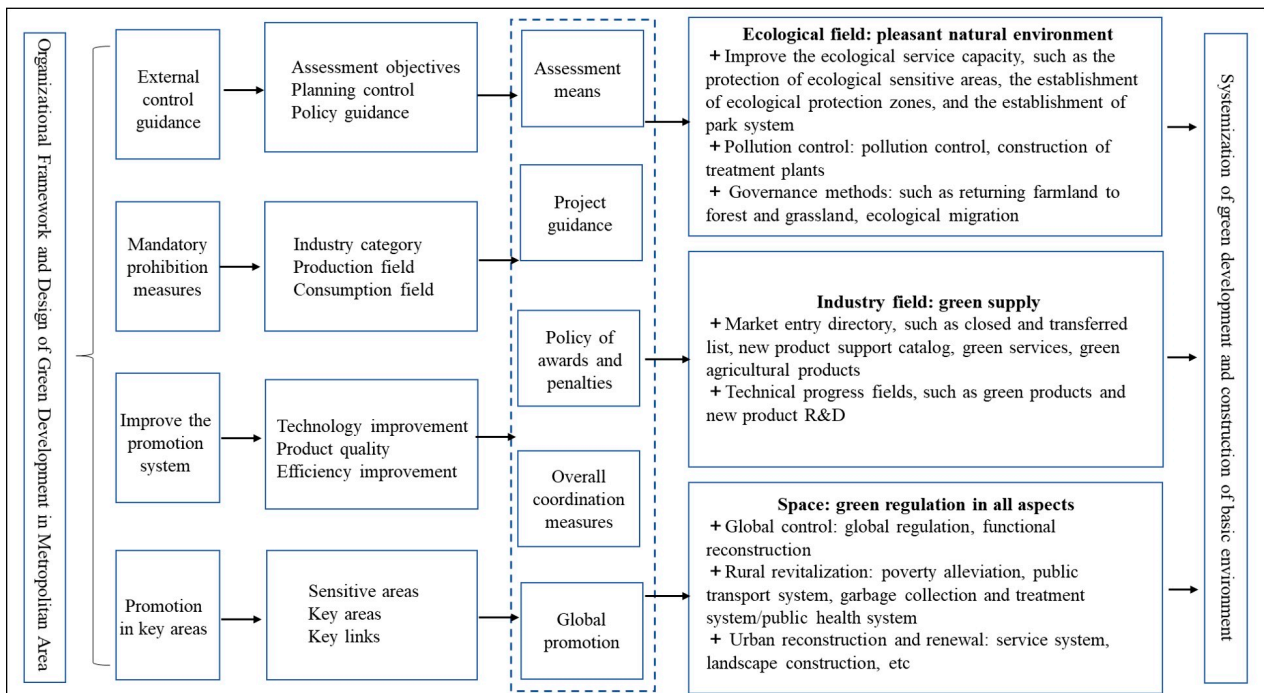 Organizational Framework and Design of Green Development in Metropolitan Area
External
control
guidance
Mandatory
prohibition
measures
Improve the
promotion
system
Promotion
in key areas
Assessment objectives
Planning control
Policy guidance
Industry category
Production field
Consumption field
Technology improvement
Product quality
Efficiency improvement
Sensitive areas
Key areas
Key links
Assessment
means
Project
guidance
Policy of
awards and
penalties
Overall
coordination
measures
Global
promotion
Ecological field: pleasant natural environment
+Improve the ecological service capacity, such as the
protection of ecological sensitive areas, the establishment
of ecological protection zones, and the establishment of
park system
+Pollution control: pollution control, construction of
treatment plants
+Governance methods: such as returning farmland to
forest and grassland, ecological migration
Industry field: green supply
+Market entry directory, such as closed and transferred
list, new product support catalog, green services, green
agricultural products
+Technical progress fields, such as green products and
new product R&D
Space: green regulation in all aspects
+Global control: global regulation, functional
reconstruction
+Rural revitalization: poverty alleviation, public
transport system, garbage collection and treatment
system/public health system
+Urban reconstruction and renewal: service system,
landscape construction, etc
Systemization of green development and construction of basic environment